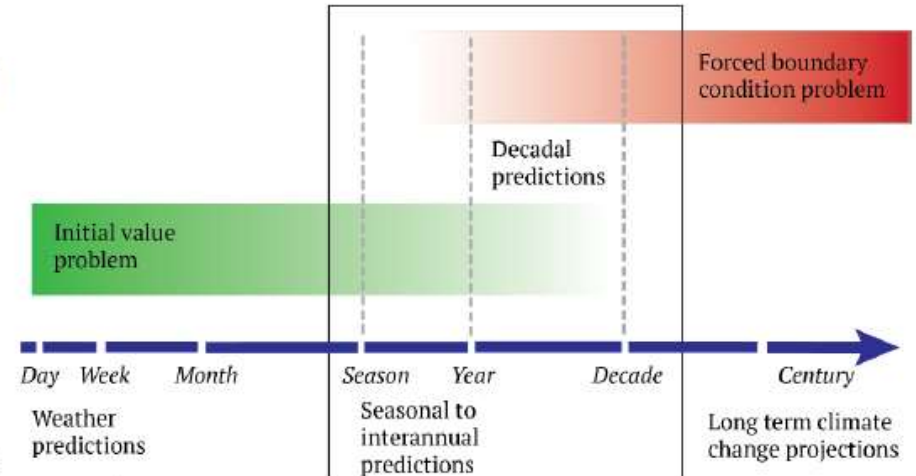 Forced boundary
condition problem
Decadal
predictions
Initial value
problem
Day Week Month Season Year Decade Century
Weather
predictions
Seasonal to
interannual
predictions
Long term climate
change projections